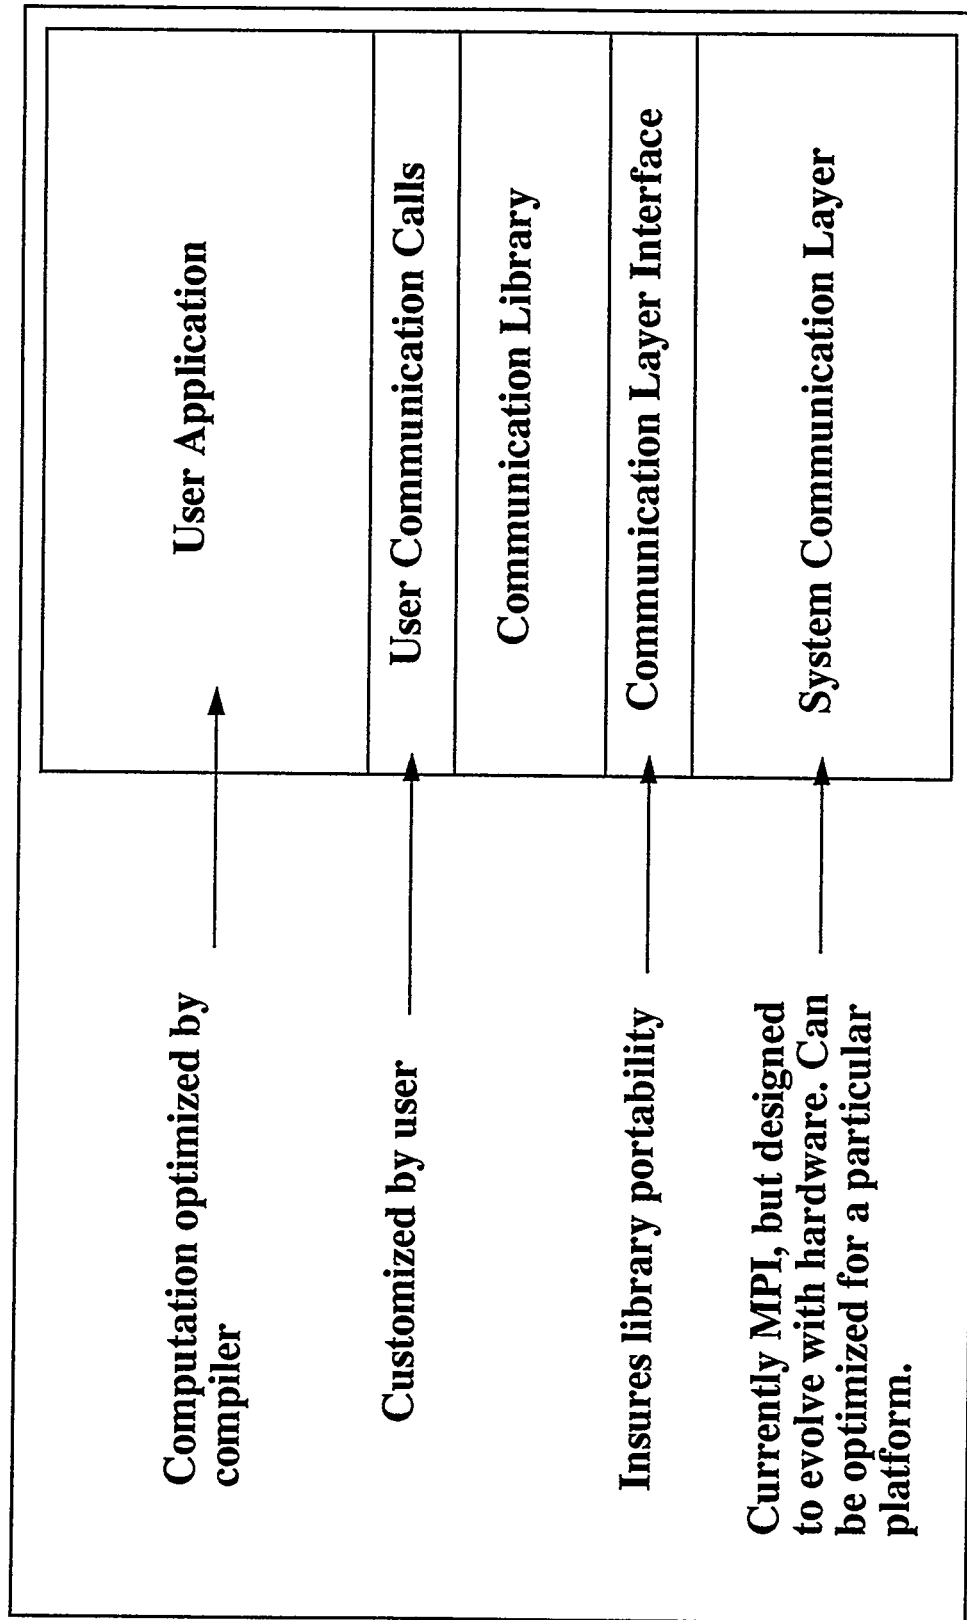 Computation optimized by
compiler
User Application
Customized by user
User Communication Calls
Communication Library
Insures library portability
Communication Layer Interface
Currently MPI, but designed
to evolve with hardware. Can
be optimized for a particular
platform.
System Communication Layer